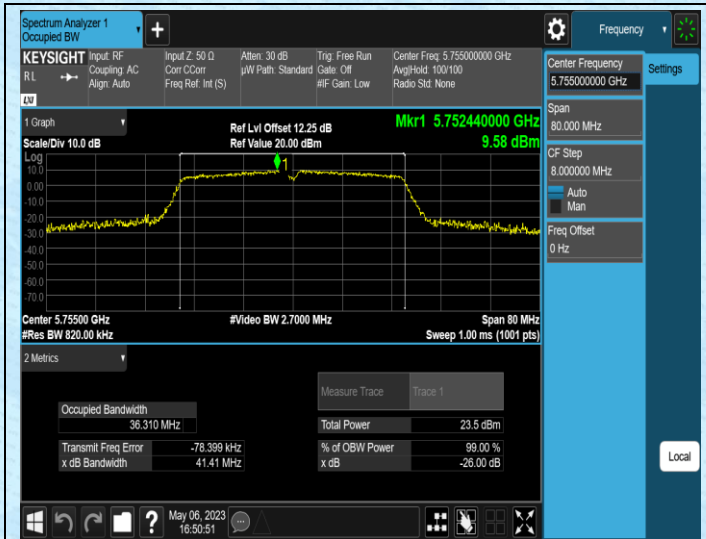 Spectrum Analyzer 1
Occupied BW
+
Frequency
KEYSIGHT
RL
LXI
Input: RF
Coupling: AC
Align: Auto
Input Z: 50 Ω
Corr CCorr
Freq Ref: Int (S)
Atten: 30 dB
µW Path: Standard
Trig: Free Run
Gate: Off
#IF Gain: Low
Center Freq: 5.755000000 GHz
Avg|Hold: 100/100
Radio Std: None
Center Frequency
5.755000000 GHz
Settings
Span
80.000 MHz
CF Step
8.000000 MHz
Auto
Man
Freq Offset
0 Hz
1 Graph
Scale/Div 10.0 dB
Ref Lvl Offset 12.25 dB
Ref Value 20.00 dBm
Mkr1 5.752440000 GHz
9.58 dBm
Log
10.0
0.00
-10.0
-20.0
-30.0
-40.0
-50.0
-60.0
-70.0
1
Center 5.75500 GHz
#Res BW 820.00 kHz
#Video BW 2.7000 MHz
Span 80 MHz
Sweep 1.00 ms (1001 pts)
2 Metrics
Measure Trace
Trace 1
Occupied Bandwidth
36.310 MHz
Total Power
23.5 dBm
Transmit Freq Error
-78.399 kHz
% of OBW Power
99.00 %
x dB Bandwidth
41.41 MHz
x dB
-26.00 dB
Local
?
May 06, 2023
16:50:51